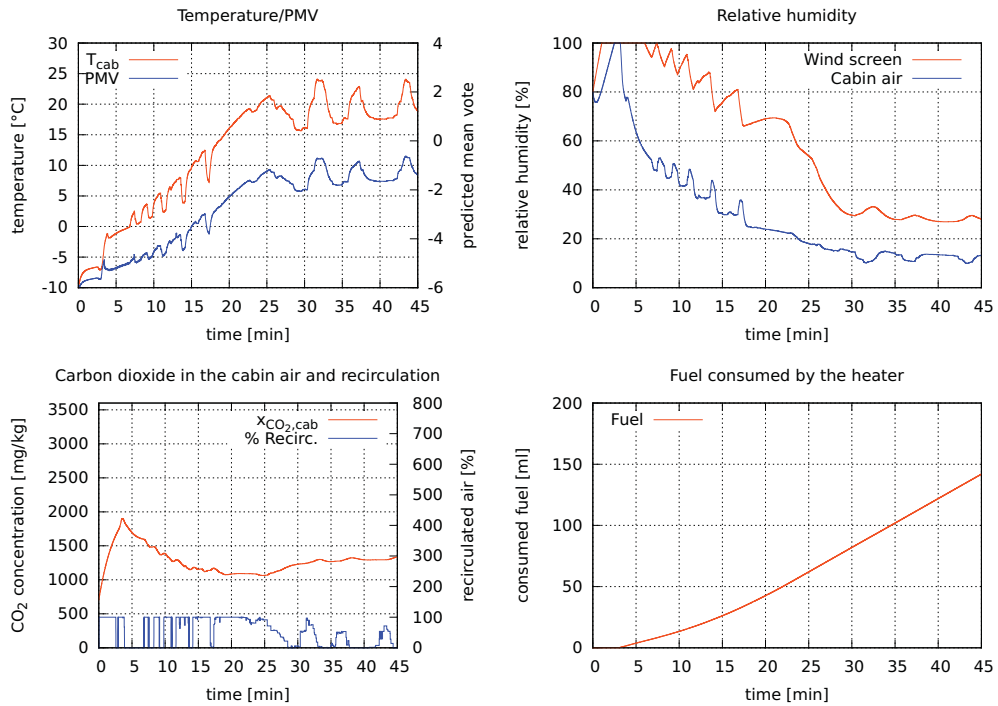 Temperature/PMV
30
25
20
15
10
5
0
-5
-10
4
2
0
-2
-4
-6
T_cab
PMV
temperature [°C]
predicted mean vote
0 5 10 15 20 25 30 35 40 45
time [min]
Relative humidity
100
80
60
40
20
0
Wind screen
Cabin air
relative humidity [%]
0 5 10 15 20 25 30 35 40 45
time [min]
Carbon dioxide in the cabin air and recirculation
3500
3000
2500
2000
1500
1000
500
0
800
700
600
500
400
300
200
100
0
x_CO₂,cab
% Recirc.
CO₂ concentration [mg/kg]
recirculated air [%]
0 5 10 15 20 25 30 35 40 45
time [min]
Fuel consumed by the heater
200
150
100
50
0
Fuel
consumed fuel [ml]
0 5 10 15 20 25 30 35 40 45
time [min]